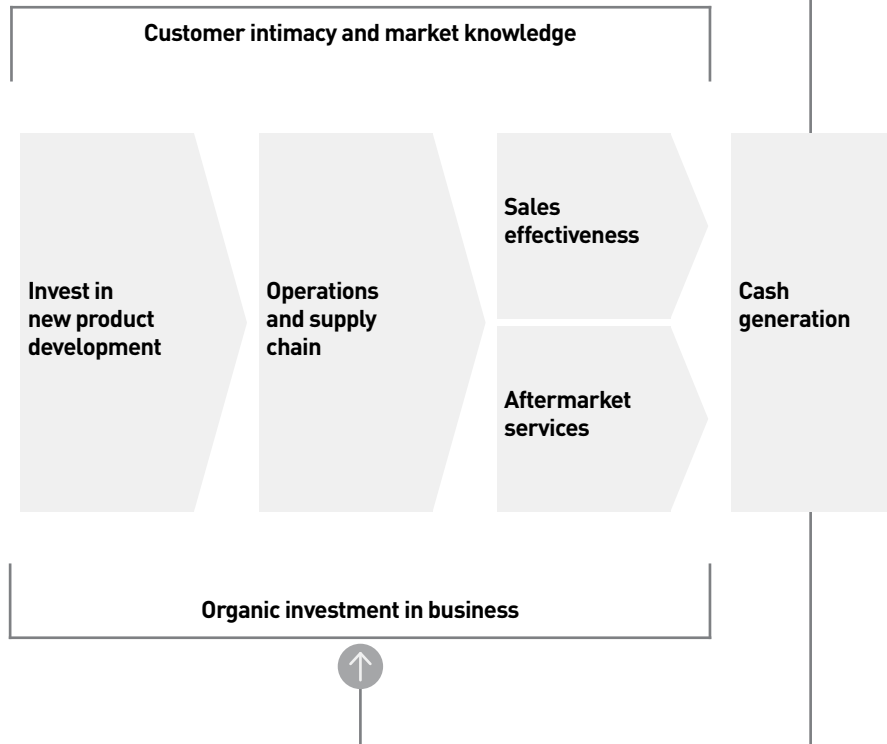 Customer intimacy and market knowledge
Invest in
new product
development
Operations
and supply
chain
Sales
effectiveness
Aftermarket
services
Cash
generation
Organic investment in business